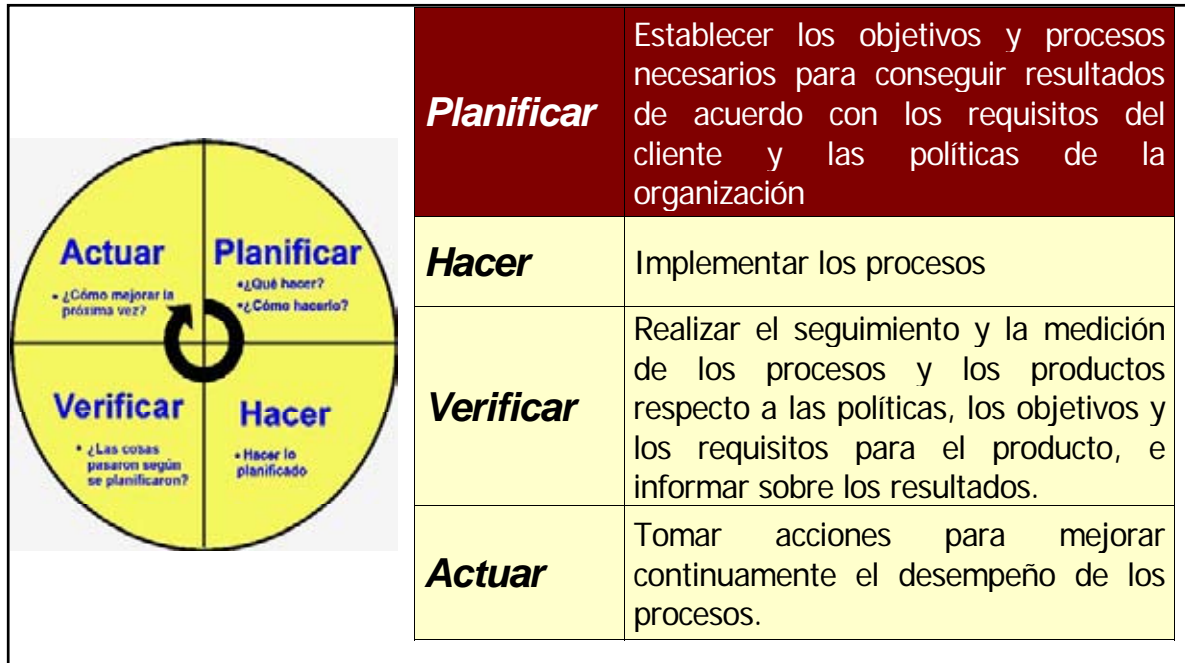 Actuar
• ¿Cómo mejorar la
próxima vez?
Planificar
•¿Qué hacer?
•¿Cómo hacerlo?
Verificar
• ¿Las cosas
pasaron según
se planificaron?
Hacer
• Hacer lo
planificado
Planificar
Establecer los objetivos y procesos
necesarios para conseguir resultados
de acuerdo con los requisitos del
cliente y las políticas de la
organización
Hacer
Implementar los procesos
Verificar
Realizar el seguimiento y la medición
de los procesos y los productos
respecto a las políticas, los objetivos y
los requisitos para el producto, e
informar sobre los resultados.
Actuar
Tomar acciones para mejorar
continuamente el desempeño de los
procesos.